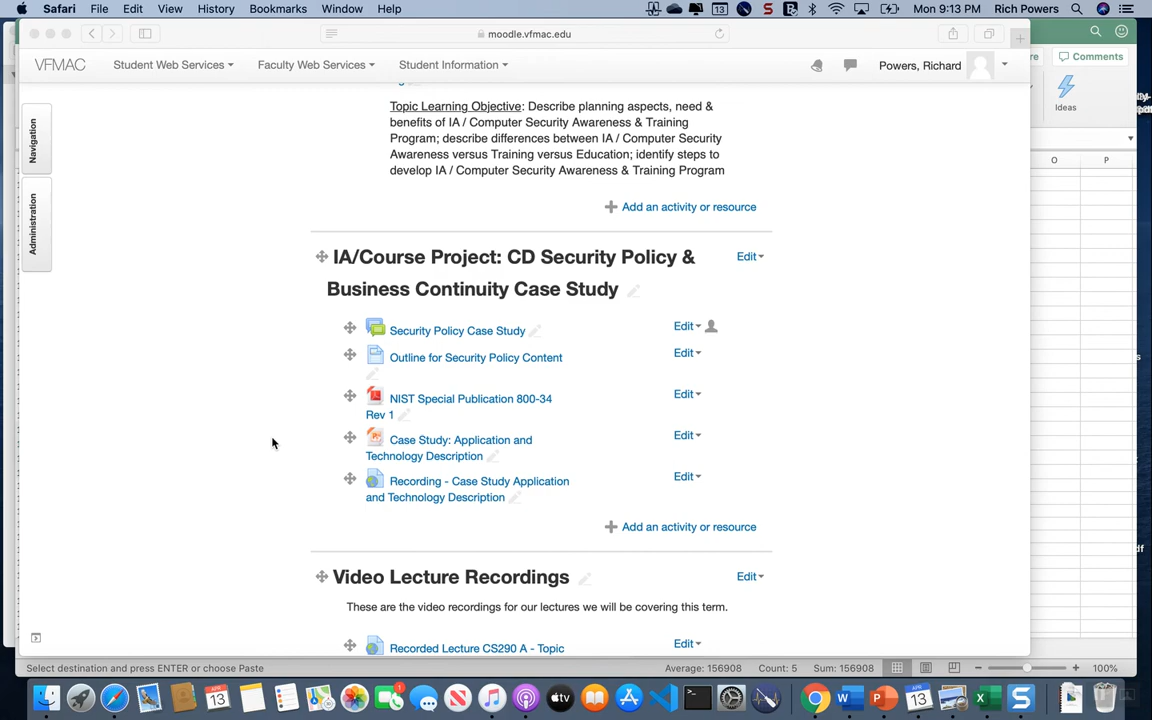 Safari File Edit View History Bookmarks Window Help 13 Mon 9:13 PM Rich Powers
moodle.vfmac.edu
Comments
VFMAC Student Web Services Faculty Web Services Student Information Powers, Richard
Ideas
Navigation
Administration
O P
Topic Learning Objective: Describe planning aspects, need &
benefits of IA / Computer Security Awareness & Training
Program; describe differences between IA / Computer Security
Awareness versus Training versus Education; identify steps to
develop IA / Computer Security Awareness & Training Program
Add an activity or resource
IA/Course Project: CD Security Policy & Edit
Business Continuity Case Study
Security Policy Case Study Edit
Outline for Security Policy Content Edit
NIST Special Publication 800-34 Edit
Rev 1
Case Study: Application and Edit
Technology Description
Recording - Case Study Application Edit
and Technology Description
Add an activity or resource
Video Lecture Recordings Edit
These are the video recordings for our lectures we will be covering this term.
Recorded Lecture CS290 A - Topic Edit
Select destination and press ENTER or choose Paste Average: 156908 Count: 5 Sum: 156908 100%
APR 13 tv APR 13